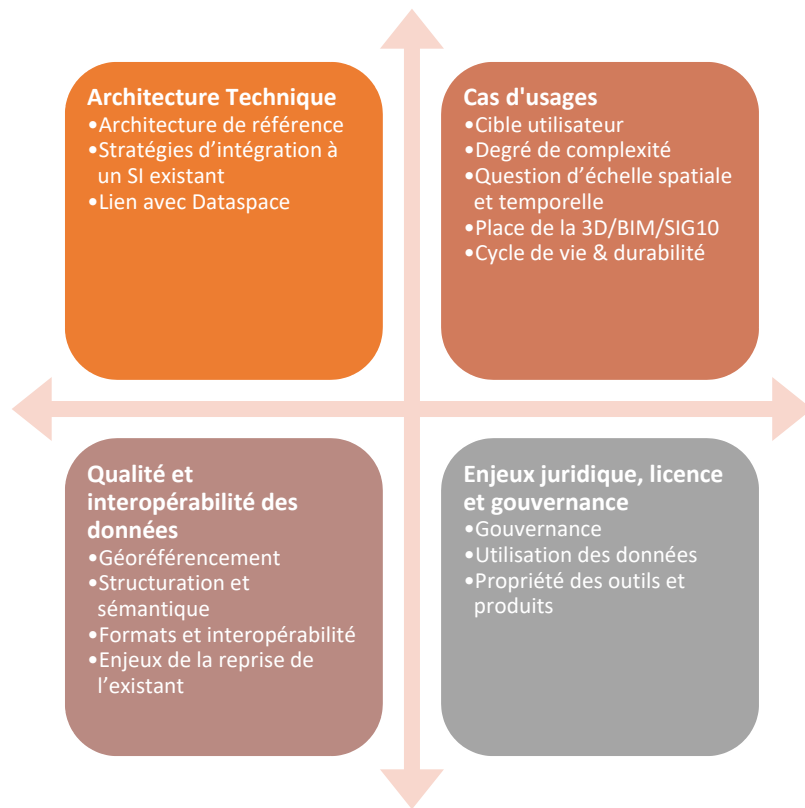 Architecture Technique
•Architecture de référence
•Stratégies d’intégration à
un SI existant
•Lien avec Dataspace
Cas d'usages
•Cible utilisateur
•Degré de complexité
•Question d’échelle spatiale
et temporelle
•Place de la 3D/BIM/SIG10
•Cycle de vie & durabilité
Qualité et
interopérabilité des
données
•Géoréférencement
•Structuration et
sémantique
•Formats et interopérabilité
•Enjeux de la reprise de
l’existant
Enjeux juridique, licence
et gouvernance
•Gouvernance
•Utilisation des données
•Propriété des outils et
produits